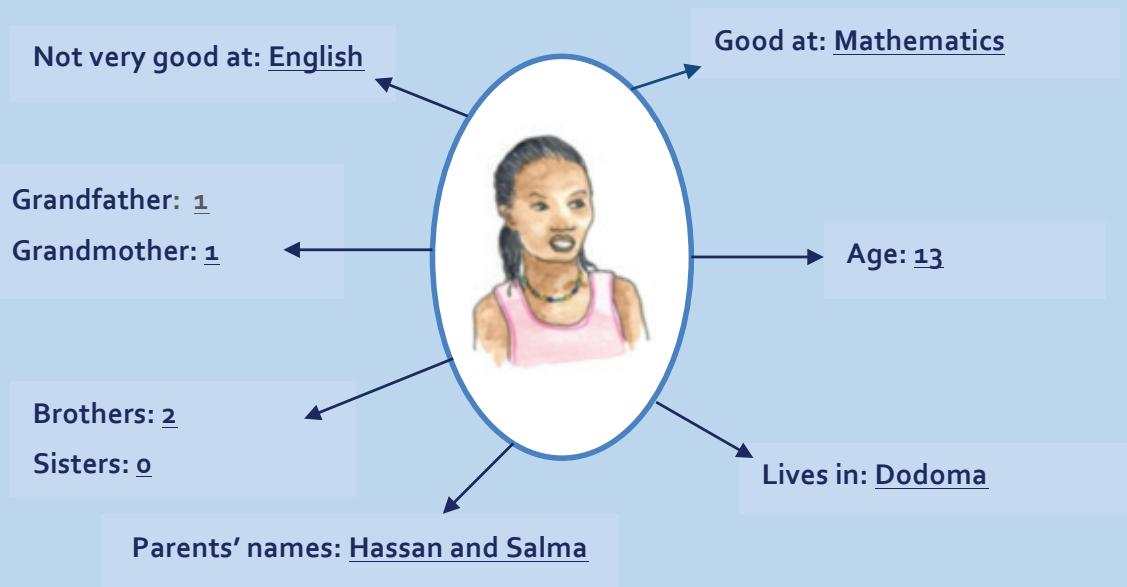 Not very good at: English
Good at: Mathematics
Grandfather: 1
Grandmother: 1
Age: 13
Brothers: 2
Sisters: 0
Lives in: Dodoma
Parents’ names: Hassan and Salma